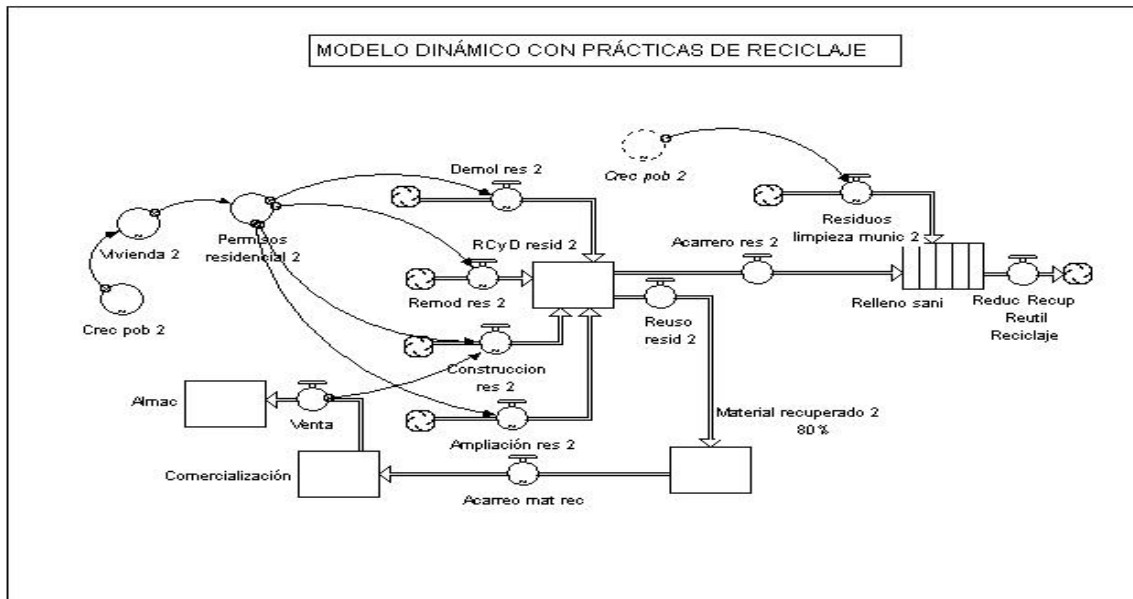 MODELO DINÁMICO CON PRÁCTICAS DE RECICLAJE
Demol res 2
Crec pob 2
Vivienda 2
Permisos
residencial 2
RCyD resid 2
Residuos
limpieza munic 2
Acarrero res 2
Crec pob 2
Remod res 2
Reuso
resid 2
Relleno sani
Reduc Recup
Reutil
Reciclaje
Construccion
res 2
Almac
Venta
Ampliación res 2
Material recuperado 2
80%
Comercialización
Acarreo mat rec